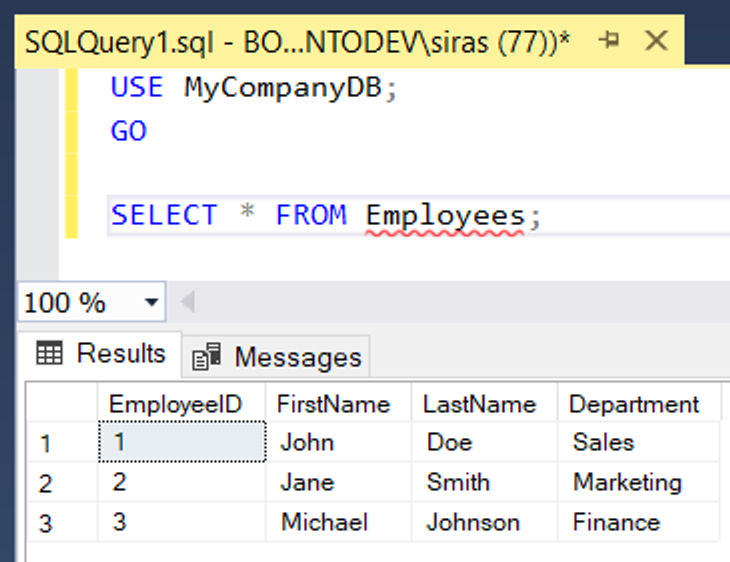 SQLQuery1.sql - BO...NTODEV\siras (77))*
USE MyCompanyDB;
GO
SELECT * FROM Employees;
100 %
Results Messages
EmployeeID FirstName LastName Department
1 1 John Doe Sales
2 2 Jane Smith Marketing
3 3 Michael Johnson Finance